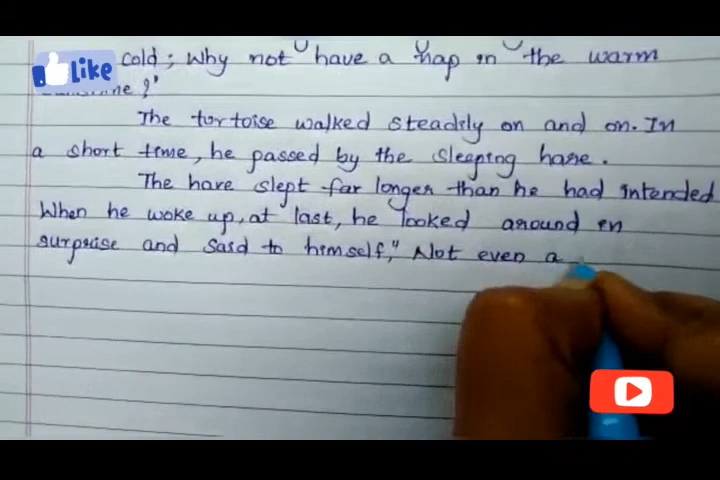 Like
cold; Why not have a nap in the warm
sunshine?'
The tortoise walked steadily on and on. In
a short time, he passed by the sleeping hare.
The hare slept far longer than he had intended
When he woke up, at last, he looked around in
surprise and said to himself," Not even a